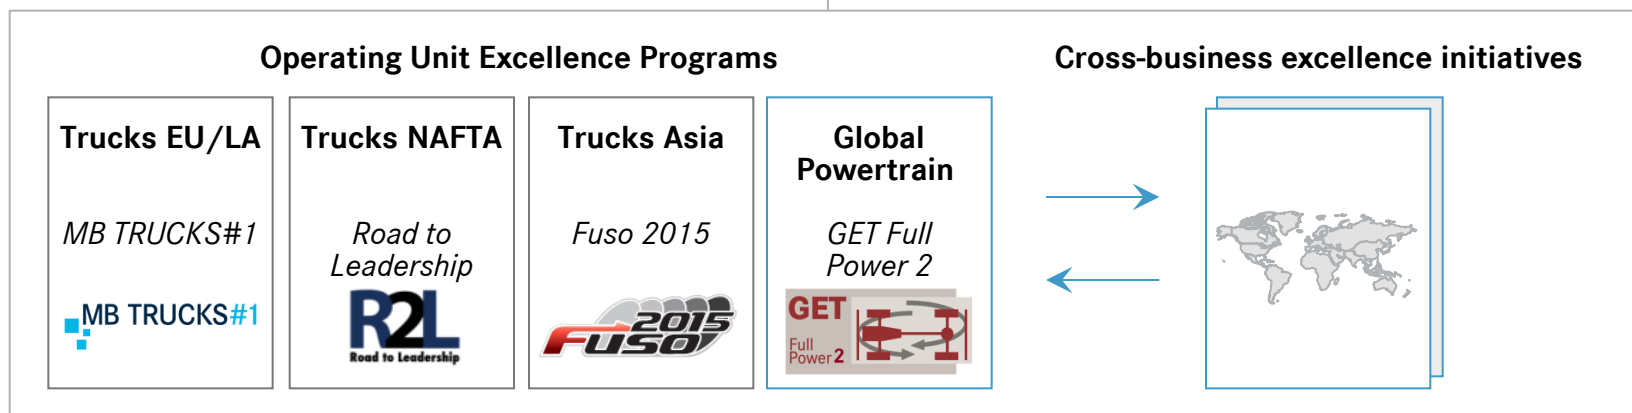 Operating Unit Excellence Programs
Cross-business excellence initiatives
Trucks EU/LA
MB TRUCKS#1
MB TRUCKS#1
Trucks NAFTA
Road to
Leadership
R2L
Road to Leadership
Trucks Asia
Fuso 2015
2015
FUSO
Global
Powertrain
GET Full
Power 2
GET
Full
Power 2